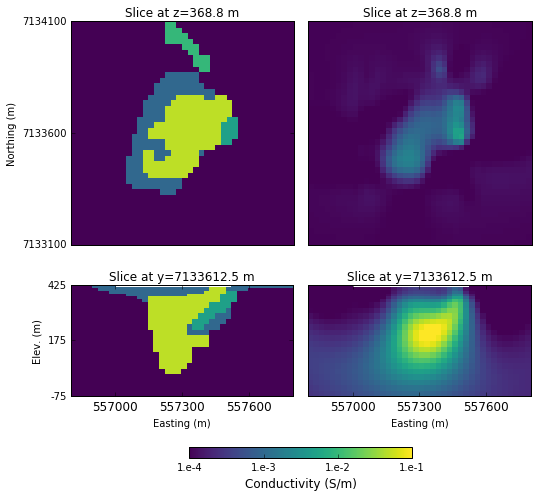 Slice at z=368.8 m
Slice at z=368.8 m
7134100
7133600
7133100
Northing (m)
Slice at y=7133612.5 m
Slice at y=7133612.5 m
425
175
-75
Elev. (m)
557000 557300 557600
557000 557300 557600
Easting (m)
Easting (m)
1.e-4 1.e-3 1.e-2 1.e-1
Conductivity (S/m)